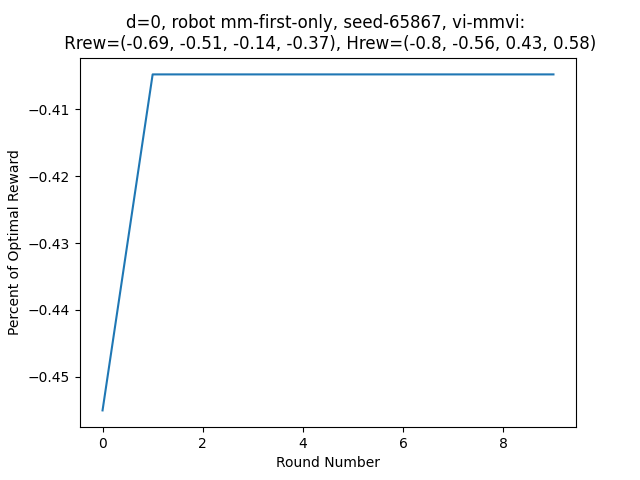 d=0, robot mm-first-only, seed-65867, vi-mmvi:
Rrew=(-0.69, -0.51, -0.14, -0.37), Hrew=(-0.8, -0.56, 0.43, 0.58)
Percent of Optimal Reward
−0.41
−0.42
−0.43
−0.44
−0.45
0 2 4 6 8
Round Number